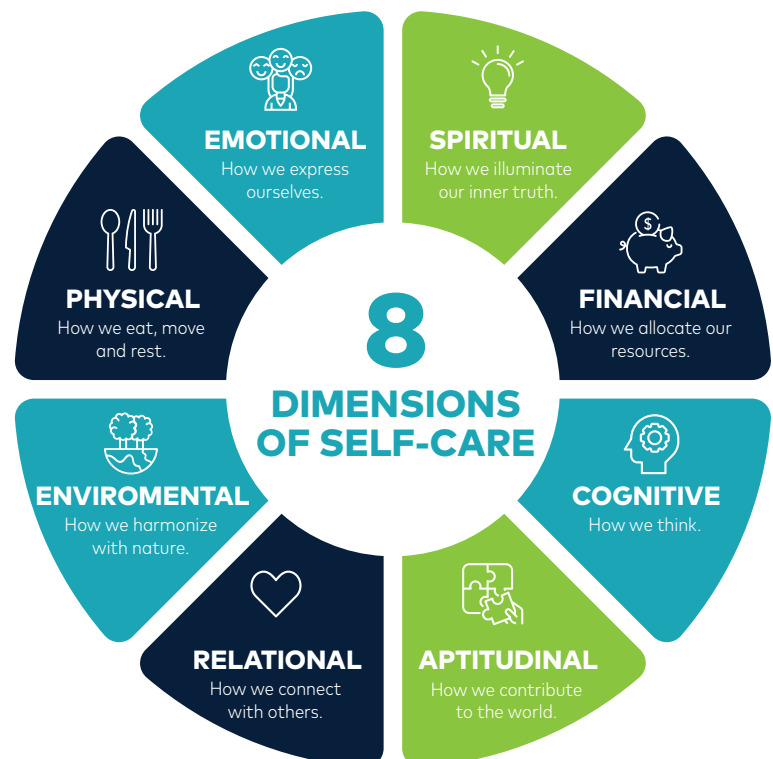 8
DIMENSIONS
OF SELF-CARE
EMOTIONAL
How we express
ourselves.
SPIRITUAL
How we illuminate
our inner truth.
FINANCIAL
$
How we allocate our
resources.
COGNITIVE
How we think.
APTITUDINAL
How we contribute
to the world.
RELATIONAL
How we connect
with others.
ENVIROMENTAL
How we harmonize
with nature.
PHYSICAL
How we eat, move
and rest.